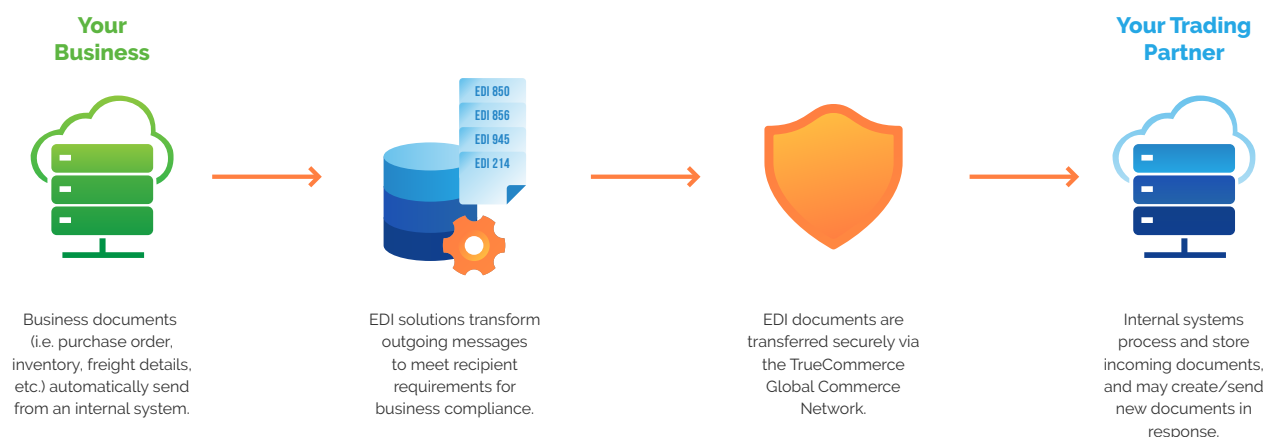 Your
Business
Your Trading
Partner
EDI 850
EDI 856
EDI 945
EDI 214
Business documents
(i.e. purchase order,
inventory, freight details,
etc.) automatically send
from an internal system.
EDI solutions transform
outgoing messages
to meet recipient
requirements for
business compliance.
EDI documents are
transferred securely via
the TrueCommerce
Global Commerce
Network.
Internal systems
process and store
incoming documents,
and may create/send
new documents in
response.